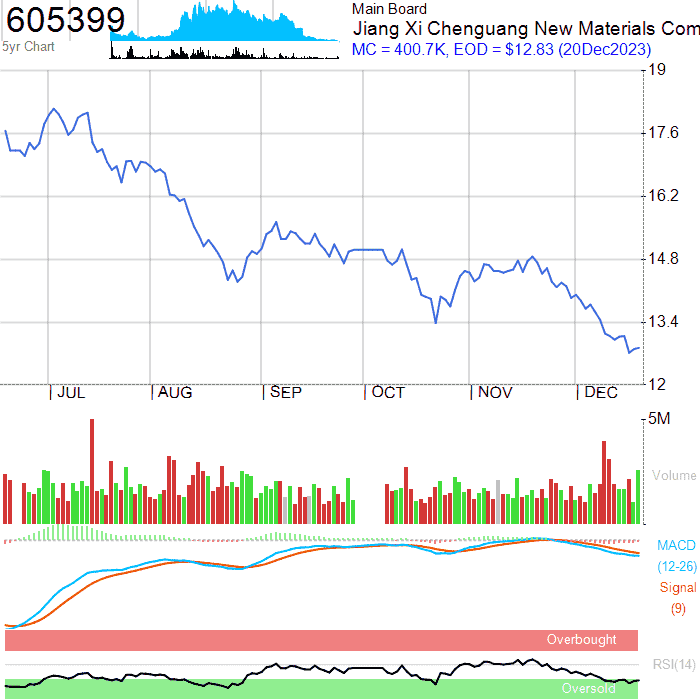 605399
5yr Chart
Main Board
Jiang Xi Chenguang New Materials Com
MC = 400.7K, EOD = $12.83 (20Dec2023)
19
17.6
16.2
14.8
13.4
12
JUL AUG SEP OCT NOV DEC
5M
Volume
MACD
(12-26)
Signal
(9)
Overbought
RSI(14)
Oversold